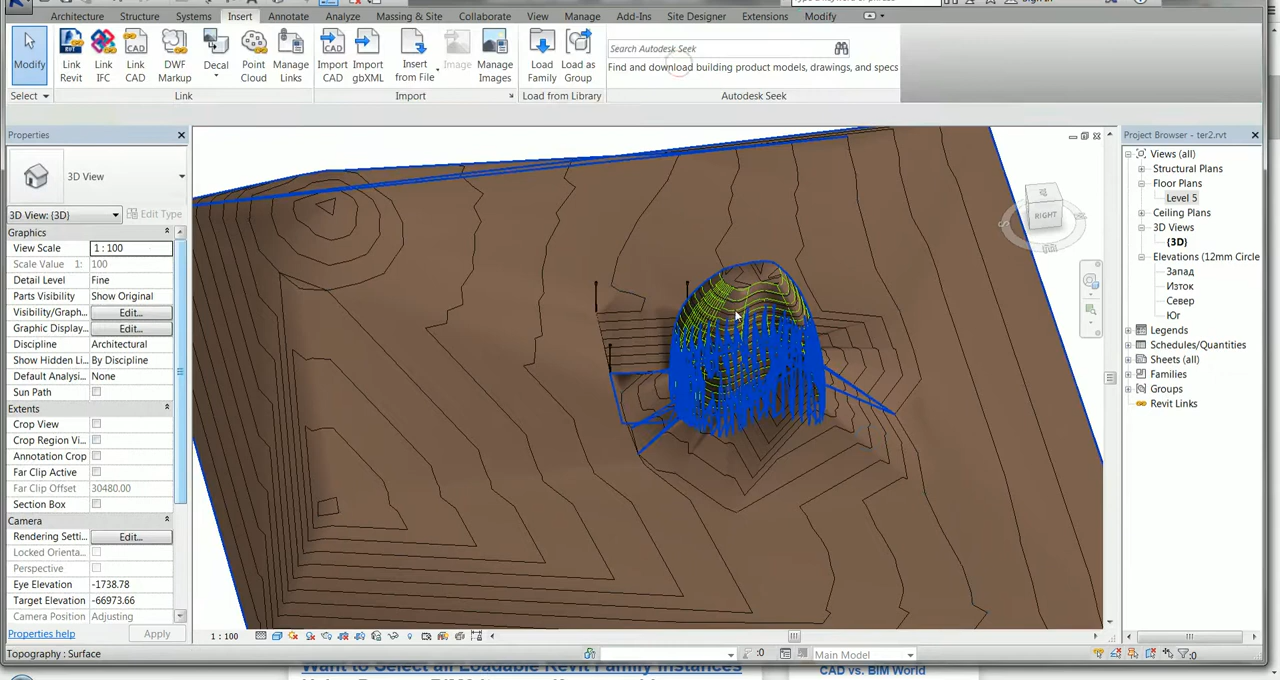 Architecture Structure Systems Insert Annotate Analyze Massing & Site Collaborate View Manage Add-Ins Site Designer Extensions Modify
Modify
Link Revit
Link IFC
Link CAD
DWF Markup
Decal
Point Cloud
Manage Links
Import CAD
Import gbXML
Insert from File
Image
Manage Images
Load Family
Load as Group
Search Autodesk Seek
Find and download building product models, drawings, and specs
Select
Link
Import
Load from Library
Autodesk Seek
Properties
3D View
3D View: {3D}
Edit Type
Graphics
View Scale 1 : 100
Scale Value 1: 100
Detail Level Fine
Parts Visibility Show Original
Visibility/Graph... Edit...
Graphic Display... Edit...
Discipline Architectural
Show Hidden Li... By Discipline
Default Analysi... None
Sun Path
Extents
Crop View
Crop Region Vi...
Annotation Crop
Far Clip Active
Far Clip Offset 30480.00
Section Box
Camera
Rendering Setti... Edit...
Locked Orienta...
Perspective
Eye Elevation -1738.78
Target Elevation -66973.66
Camera Position Adjusting
Properties help
Apply
RIGHT
Project Browser - ter2.rvt
Views (all)
Structural Plans
Floor Plans
Level 5
Ceiling Plans
3D Views
{3D}
Elevations (12mm Circle
Запад
Изток
Север
Юг
Legends
Schedules/Quantities
Sheets (all)
Families
Groups
Revit Links
1 : 100
Topography : Surface
:0
Main Model
:0
Want to Select all Loadable Revit Family Instances
CAD vs. BIM World